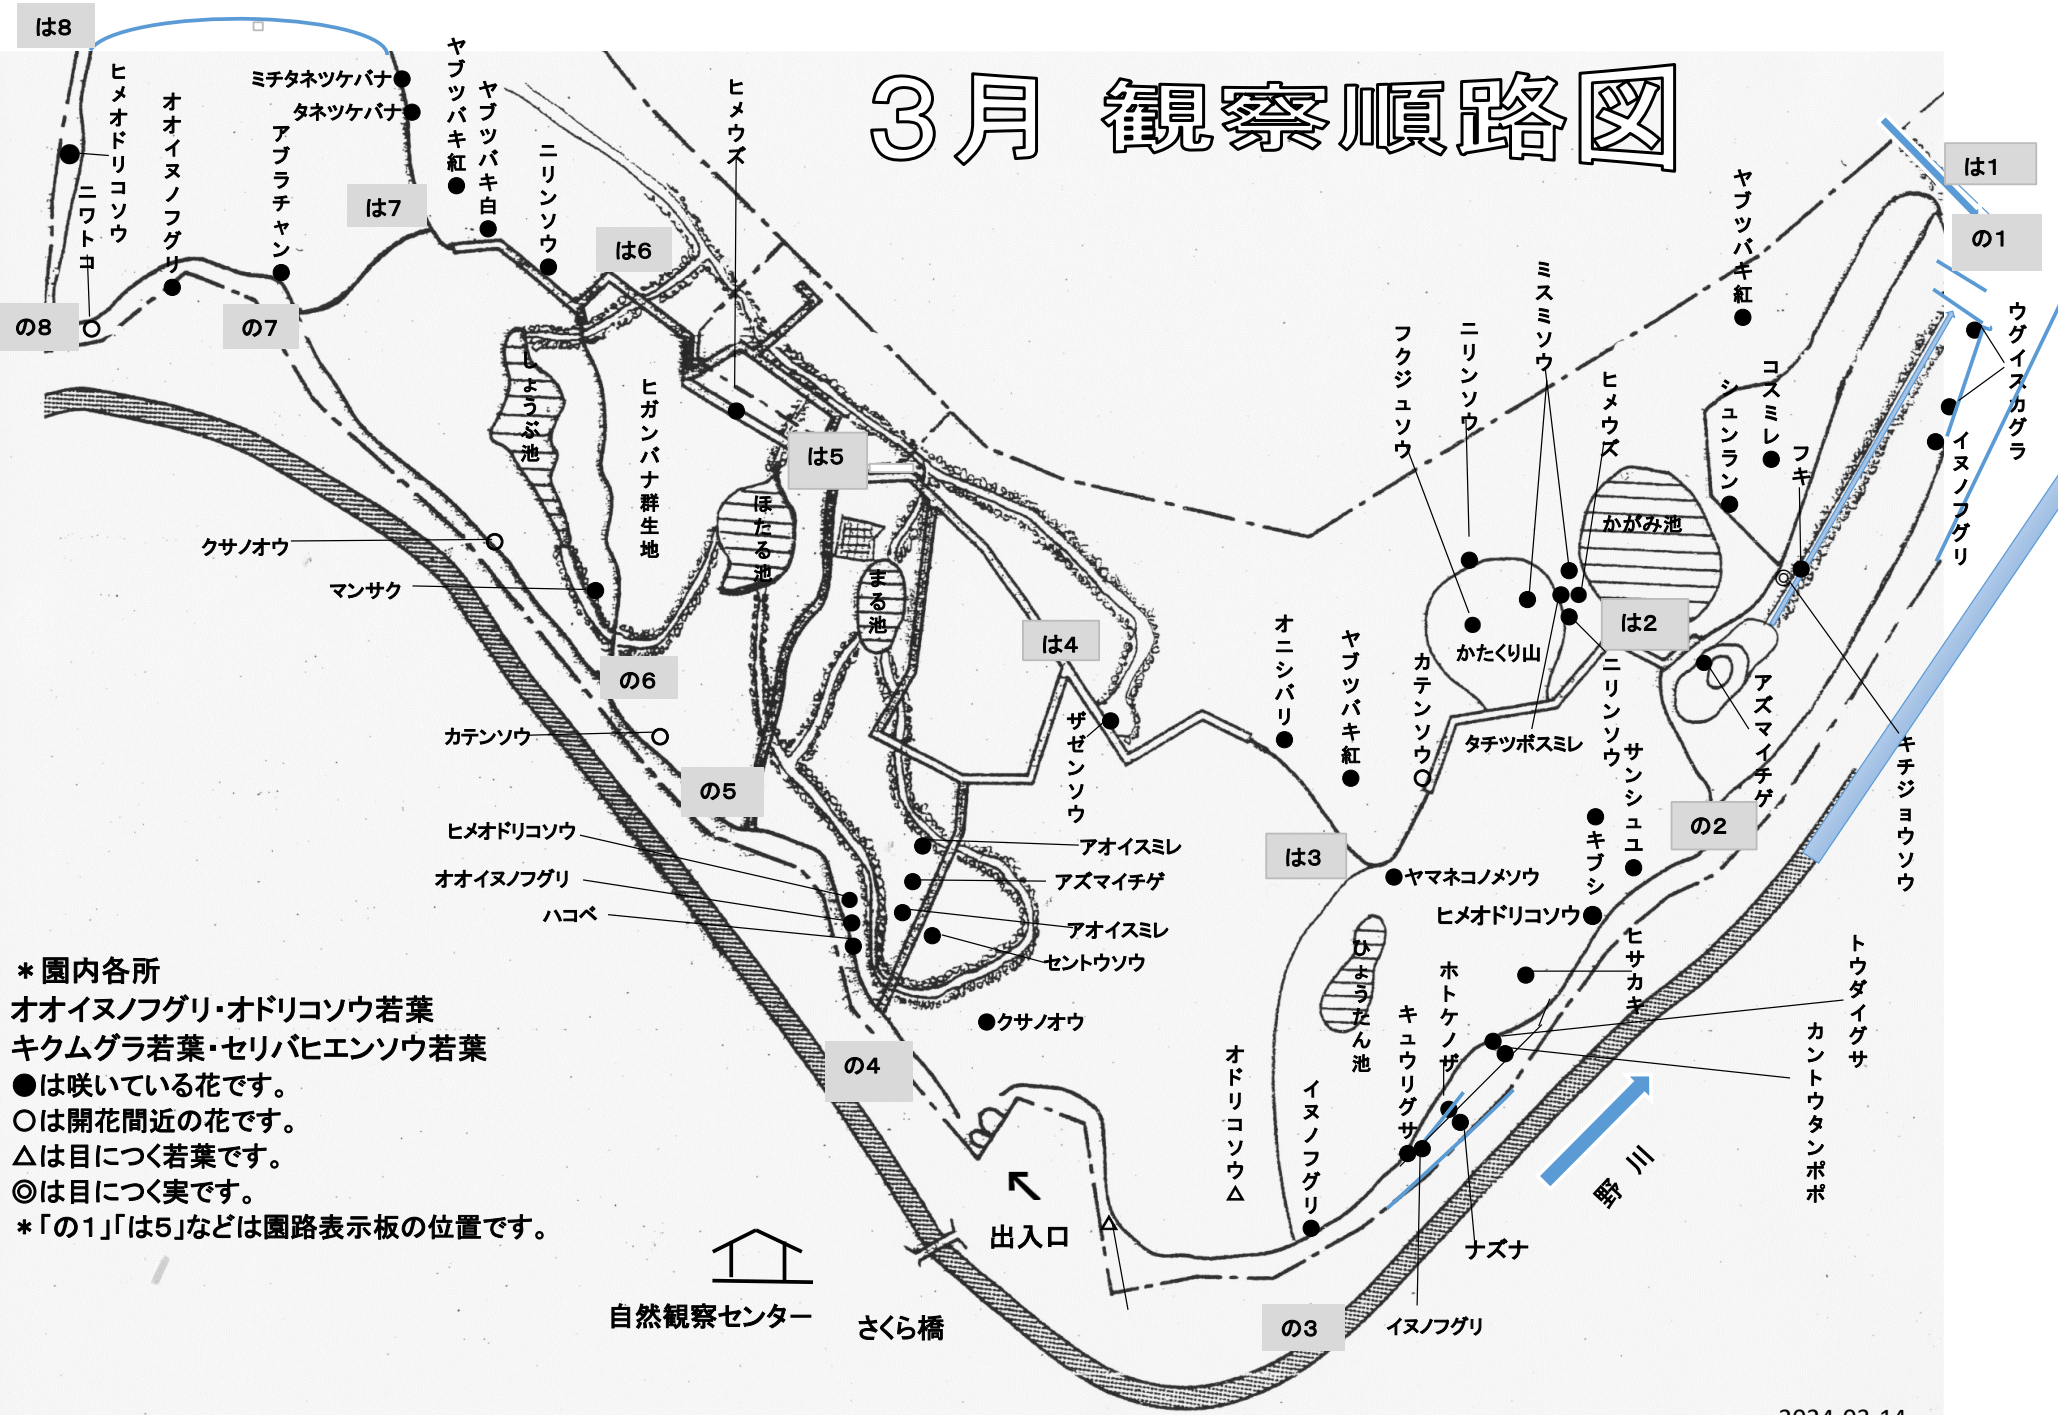 3月 観察順路図
は8
ヒメオドリコソウ
ニワトコ
オオイヌノフグリ
アブラチャン
ミチタネツケバナ
タネツケバナ
ヤブツバキ紅
ヤブツバキ白
ニリンソウ
ヒメウズ
は7
は6
の8
の7
しょうぶ池
ヒガンバナ群生地
ほたる池
は5
まる池
クサノオウ
マンサク
の6
カテンソウ
の5
は4
ザゼンソウ
ヒメオドリコソウ
オオイヌノフグリ
ハコベ
アオイスミレ
アズマイチゲ
アオイスミレ
セントウソウ
クサノオウ
の4
は1
の1
ヤブツバキ紅
ウグイスカグラ
イヌノフグリ
コスミレ
シュンラン
フキ
ミスミソウ
ニリンソウ
フクジュソウ
ヒメウズ
かがみ池
は2
かたくり山
オニシバリ
ヤブツバキ紅
カテンソウ
タチツボスミレ
ニリンソウ
アズマイチゲ
キチジョウソウ
サンシュユ
キブシ
の2
は3
ヤマネコノメソウ
ヒメオドリコソウ
ヒサカキ
ひょうたん池
ホトケノザ
キュウリグサ
トウダイグサ
カントウタンポポ
オドリコソウ△
イヌノフグリ
野川
ナズナ
イヌノフグリ
の3
出入口
自然観察センター
さくら橋
*園内各所
オオイヌノフグリ・オドリコソウ若葉
キクムグラ若葉・セリバヒエンソウ若葉
●は咲いている花です。
○は開花間近の花です。
△は目につく若葉です。
◎は目につく実です。
*「の1」「は5」などは園路表示板の位置です。
2024.03.14